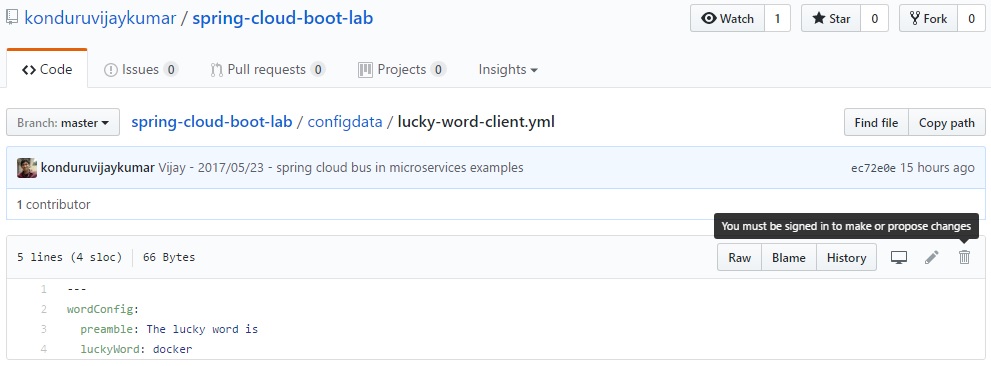 konduruvijaykumar / spring-cloud-boot-lab
Watch 1 Star 0 Fork 0
Code Issues 0 Pull requests 0 Projects 0 Insights
Branch: master spring-cloud-boot-lab / configdata / lucky-word-client.yml Find file Copy path
konduruvijaykumar Vijay - 2017/05/23 - spring cloud bus in microservices examples ec72e0e 15 hours ago
1 contributor
You must be signed in to make or propose changes
5 lines (4 sloc) 66 Bytes Raw Blame History
1 ---
2 wordConfig:
3 preamble: The lucky word is
4 luckyWord: docker